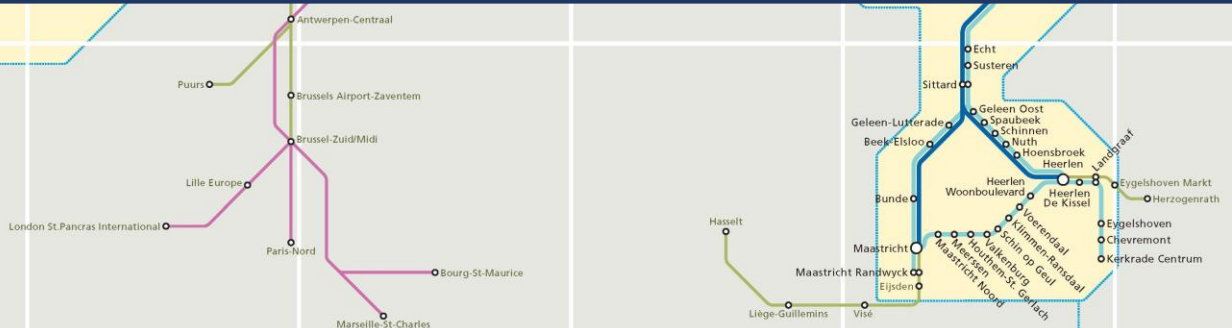 Antwerpen-Centraal
Puurs
Brussels Airport-Zaventem
Brussel-Zuid/Midi
Lille Europe
London St.Pancras International
Paris-Nord
Bourg-St-Maurice
Marseille-St-Charles
Echt
Susteren
Sittard
Geleen Oost
Geleen-Lutterade
Spaubeek
Schinnen
Beek-Elsloo
Nuth
Hoensbroek
Heerlen
Landgraaf
Heerlen
Woonboulevard
Heerlen
De Kissel
Eygelshoven Markt
Herzogenrath
Bunde
Voerendaal
Klimmen-Ransdaal
Schin op Geul
Valkenburg
Houthem-St. Gerlach
Meerssen
Maastricht Noord
Eygelshoven
Chevremont
Kerkrade Centrum
Hasselt
Maastricht
Maastricht Randwyck
Eijsden
Liège-Guillemins
Visé